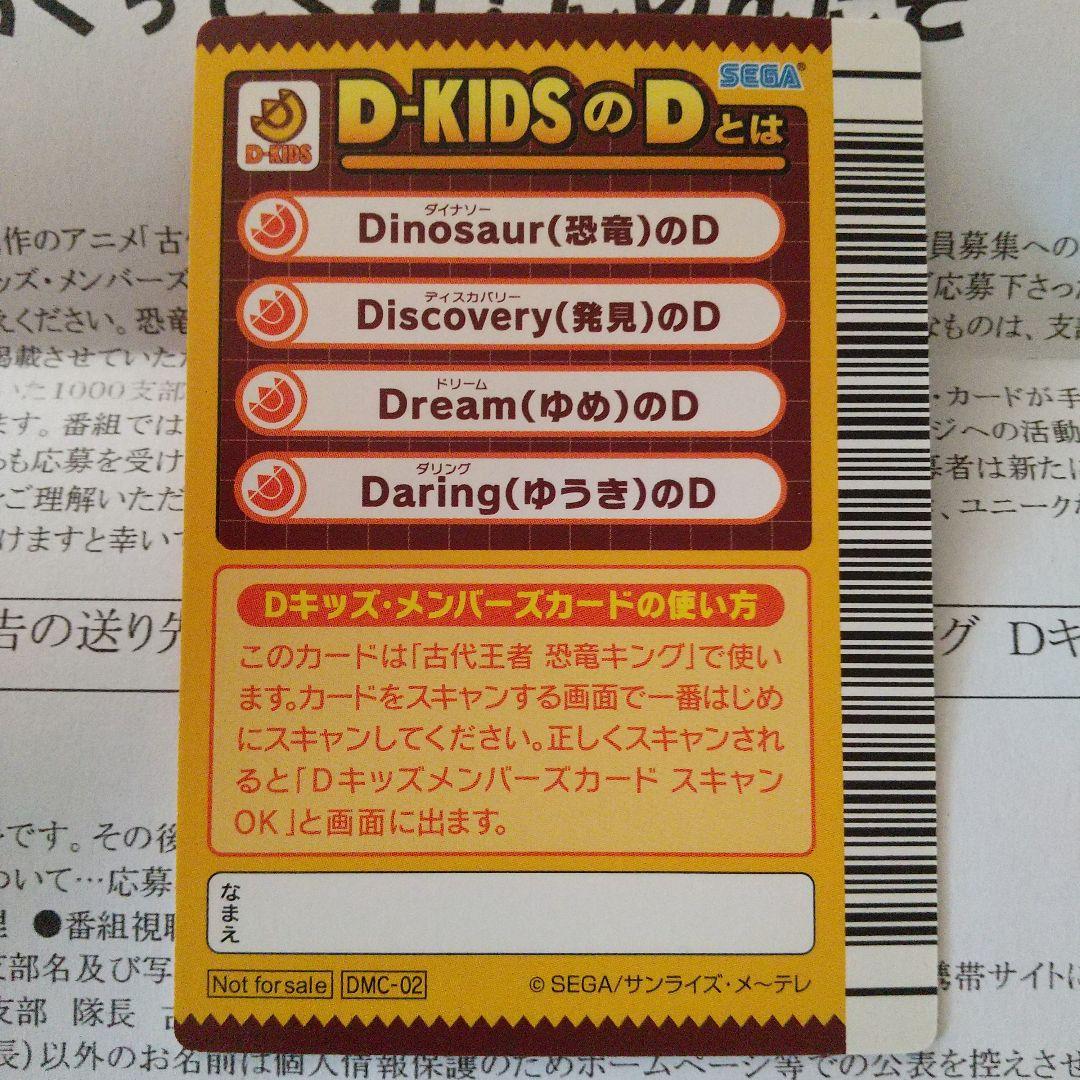 SEGA®
D-KIDS
D-KIDSのDとは
ダイナソー
Dinosaur(恐竜)のD
ディスカバリー
Discovery(発見)のD
ドリーム
Dream(ゆめ)のD
ダリング
Daring(ゆうき)のD
Dキッズ・メンバーズカードの使い方
このカードは「古代王者 恐竜キング」で使い
ます。カードをスキャンする画面で一番はじめ
にスキャンしてください。正しくスキャンされ
ると「Dキッズメンバーズカード スキャン
OK」と画面に出ます。
なまえ
Not for sale
DMC-02
© SEGA/サンライズ・メ～テレ
作のアニメ「古
員募集への
ッズ・メンバーズ
応募下さった
えください。恐竜
なものは、支部
掲載させていただ
いた1000支部
・カードが手
ます。番組では
ジへの活動
らも応募を受け
募者は新たに
ご理解いただ
、ユニークな
けますと幸いで
告の送り先
グ Dキ
です。その後
ついて…応募
●番組視聴
支部名及び写
携帯サイトは
支部 隊長
長）以外のお名前は個人情報保護のためホームページ等での公表を控えさせ